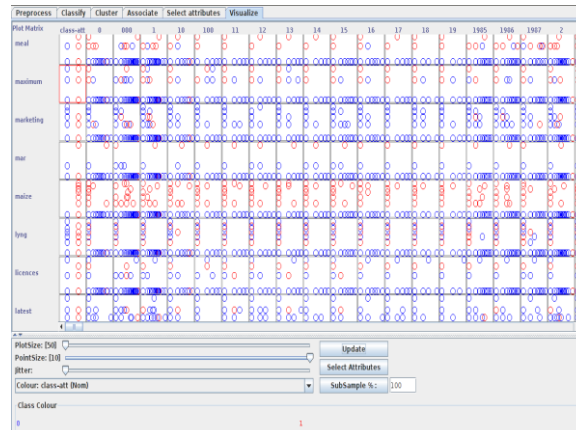 Preprocess Classify Cluster Associate Select attributes Visualize
Plot Matrix class-att 0 000 1 10 100 11 12 13 14 15 16 17 18 19 1985 1986 1987 2
meal
maximum
marketing
mar
maize
lyng
licences
latest
PlotSize: [50]
PointSize: [10]
Jitter:
Update
Select Attributes
Colour: class-att (Nom)
SubSample %: 100
Class Colour
0 1